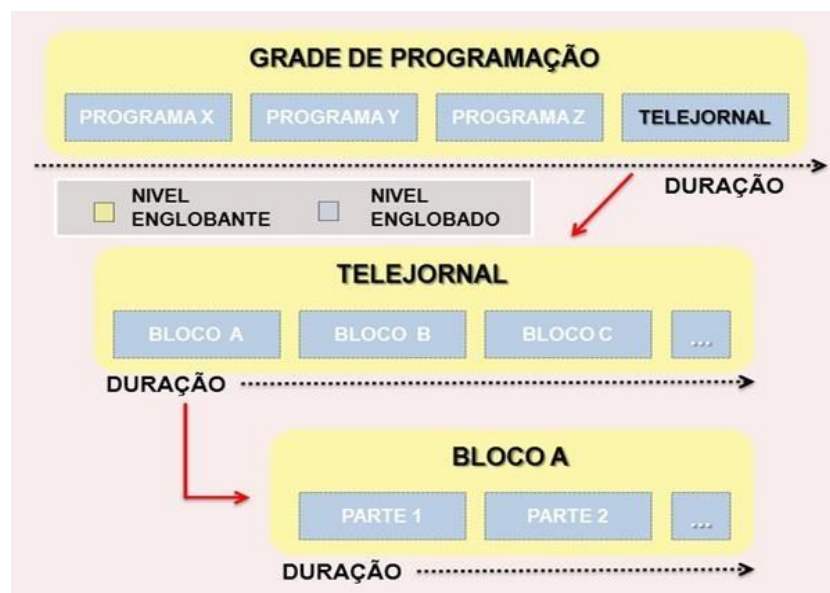 GRADE DE PROGRAMAÇÃO
PROGRAMA X
PROGRAMA Y
PROGRAMA Z
TELEJORNAL
DURAÇÃO
NIVEL
ENGLOBANTE
NIVEL
ENGLOBADO
TELEJORNAL
BLOCO A
BLOCO B
BLOCO C
...
DURAÇÃO
BLOCO A
PARTE 1
PARTE 2
...
DURAÇÃO